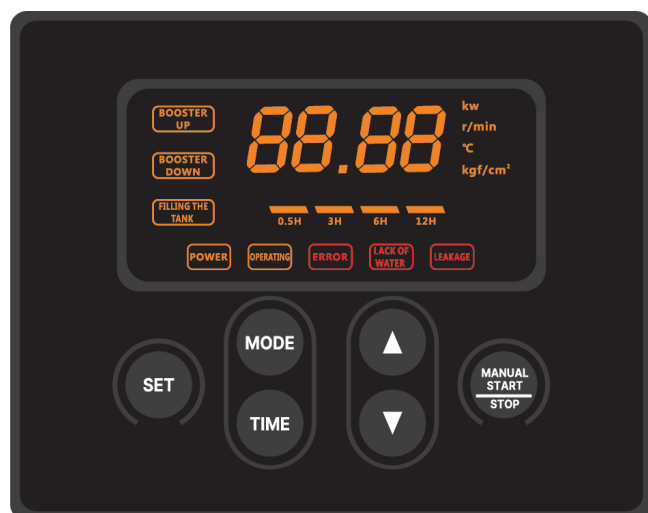 BOOSTER
UP
88.88
kw
r/min
℃
kgf/cm²
BOOSTER
DOWN
FILLING THE
TANK
0.5H 3H 6H 12H
POWER OPERATING ERROR LACK OF
WATER LEAKAGE
SET
MODE
TIME
▲
▼
MANUAL
START
STOP